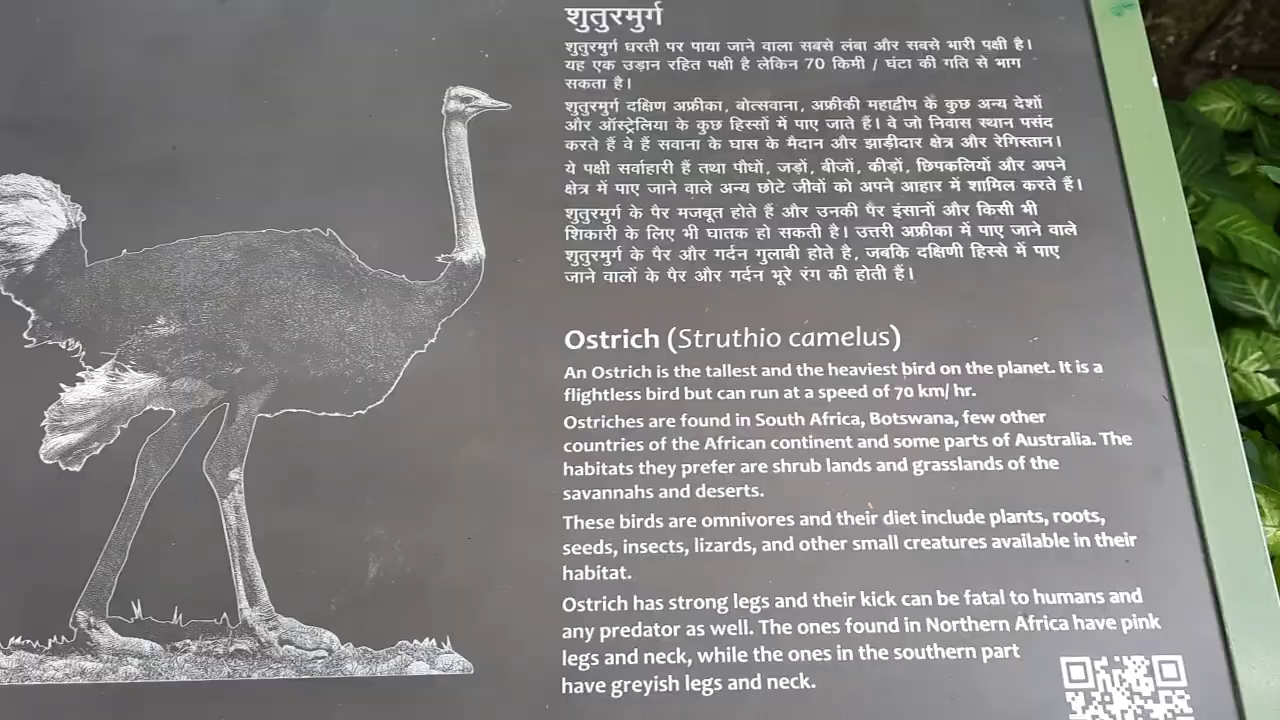 शुतुरमुर्ग
शुतुरमुर्ग धरती पर पाया जाने वाला सबसे लंबा और सबसे भारी पक्षी है।
यह एक उड़ान रहित पक्षी है लेकिन 70 किमी / घंटा की गति से भाग
सकता है।
शुतुरमुर्ग दक्षिण अफ्रीका, बोत्सवाना, अफ्रीकी महाद्वीप के कुछ अन्य देशों
और ऑस्ट्रेलिया के कुछ हिस्सों में पाए जाते हैं। वे जो निवास स्थान पसंद
करते हैं वे हैं सवाना के घास के मैदान और झाड़ीदार क्षेत्र और रेगिस्तान।
ये पक्षी सर्वाहारी हैं तथा पौधों, जड़ों, बीजों, कीड़ों, छिपकलियों और अपने
क्षेत्र में पाए जाने वाले अन्य छोटे जीवों को अपने आहार में शामिल करते हैं।
शुतुरमुर्ग के पैर मजबूत होते हैं और उनकी पैर इंसानों और किसी भी
शिकारी के लिए भी घातक हो सकती है। उत्तरी अफ्रीका में पाए जाने वाले
शुतुरमुर्ग के पैर और गर्दन गुलाबी होते है, जबकि दक्षिणी हिस्से में पाए
जाने वालों के पैर और गर्दन भूरे रंग की होती हैं।
Ostrich (Struthio camelus)
An Ostrich is the tallest and the heaviest bird on the planet. It is a
flightless bird but can run at a speed of 70 km/ hr.
Ostriches are found in South Africa, Botswana, few other
countries of the African continent and some parts of Australia. The
habitats they prefer are shrub lands and grasslands of the
savannahs and deserts.
These birds are omnivores and their diet include plants, roots,
seeds, insects, lizards, and other small creatures available in their
habitat.
Ostrich has strong legs and their kick can be fatal to humans and
any predator as well. The ones found in Northern Africa have pink
legs and neck, while the ones in the southern part
have greyish legs and neck.